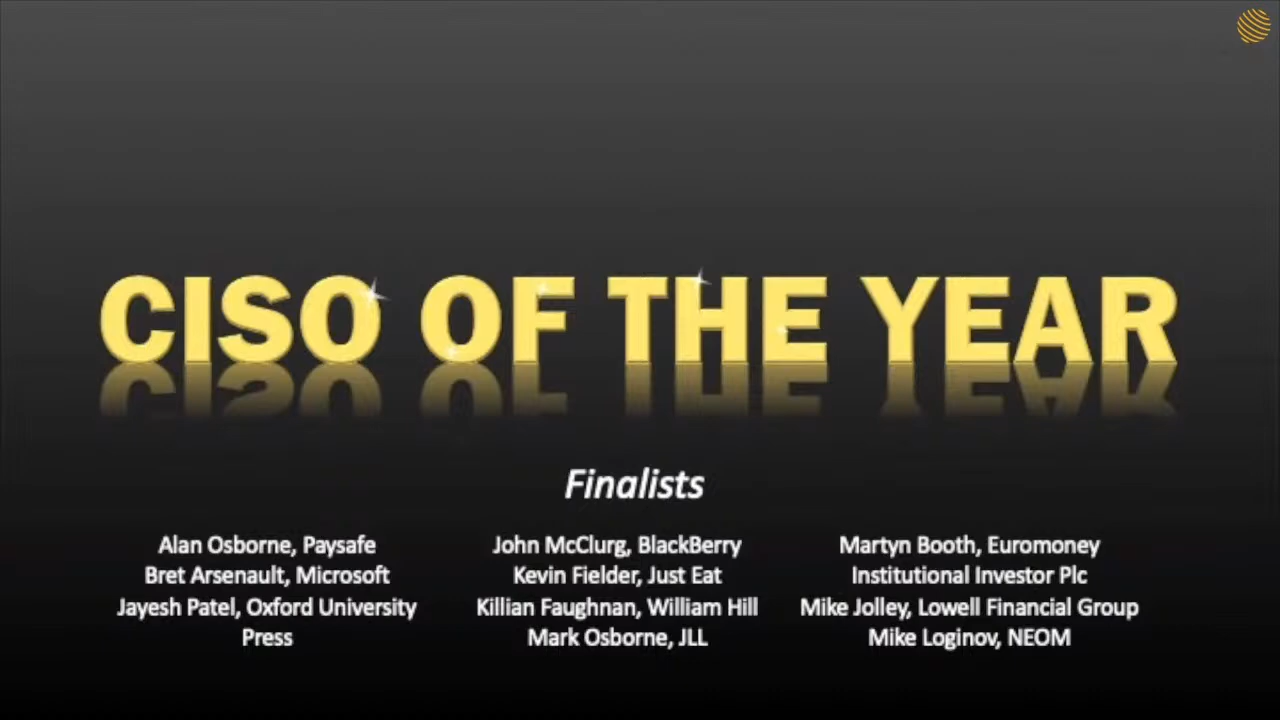 CISO OF THE YEAR
Finalists
Alan Osborne, Paysafe
Bret Arsenault, Microsoft
Jayesh Patel, Oxford University
Press
John McClurg, BlackBerry
Kevin Fielder, Just Eat
Killian Faughnan, William Hill
Mark Osborne, JLL
Martyn Booth, Euromoney
Institutional Investor Plc
Mike Jolley, Lowell Financial Group
Mike Loginov, NEOM